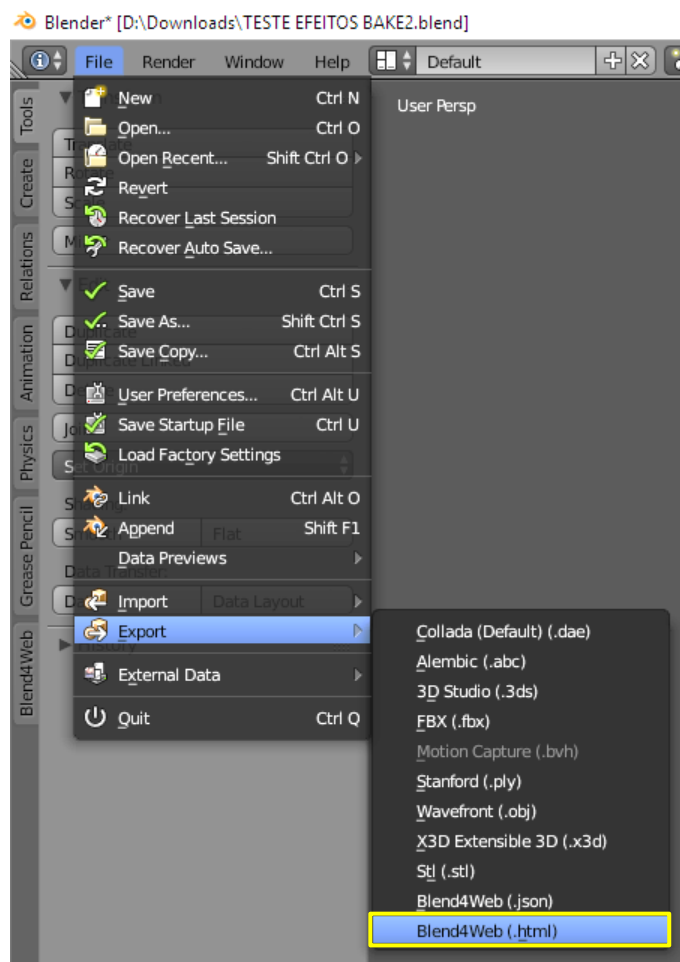 Blender* [D:\Downloads\TESTE EFEITOS BAKE2.blend]
File Render Window Help Default
User Persp
Tools
Create
Relations
Animation
Physics
Grease Pencil
Blend4Web
New Ctrl N
Open... Ctrl O
Open Recent... Shift Ctrl O
Revert
Recover Last Session
Recover Auto Save...
Save Ctrl S
Save As... Shift Ctrl S
Save Copy... Ctrl Alt S
User Preferences... Ctrl Alt U
Save Startup File Ctrl U
Load Factory Settings
Link Ctrl Alt O
Append Shift F1
Data Previews
Import
Export
External Data
Quit Ctrl Q
Flat
Data Transfer:
Data Layout
History
Collada (Default) (.dae)
Alembic (.abc)
3D Studio (.3ds)
FBX (.fbx)
Motion Capture (.bvh)
Stanford (.ply)
Wavefront (.obj)
X3D Extensible 3D (.x3d)
Stl (.stl)
Blend4Web (.json)
Blend4Web (.html)